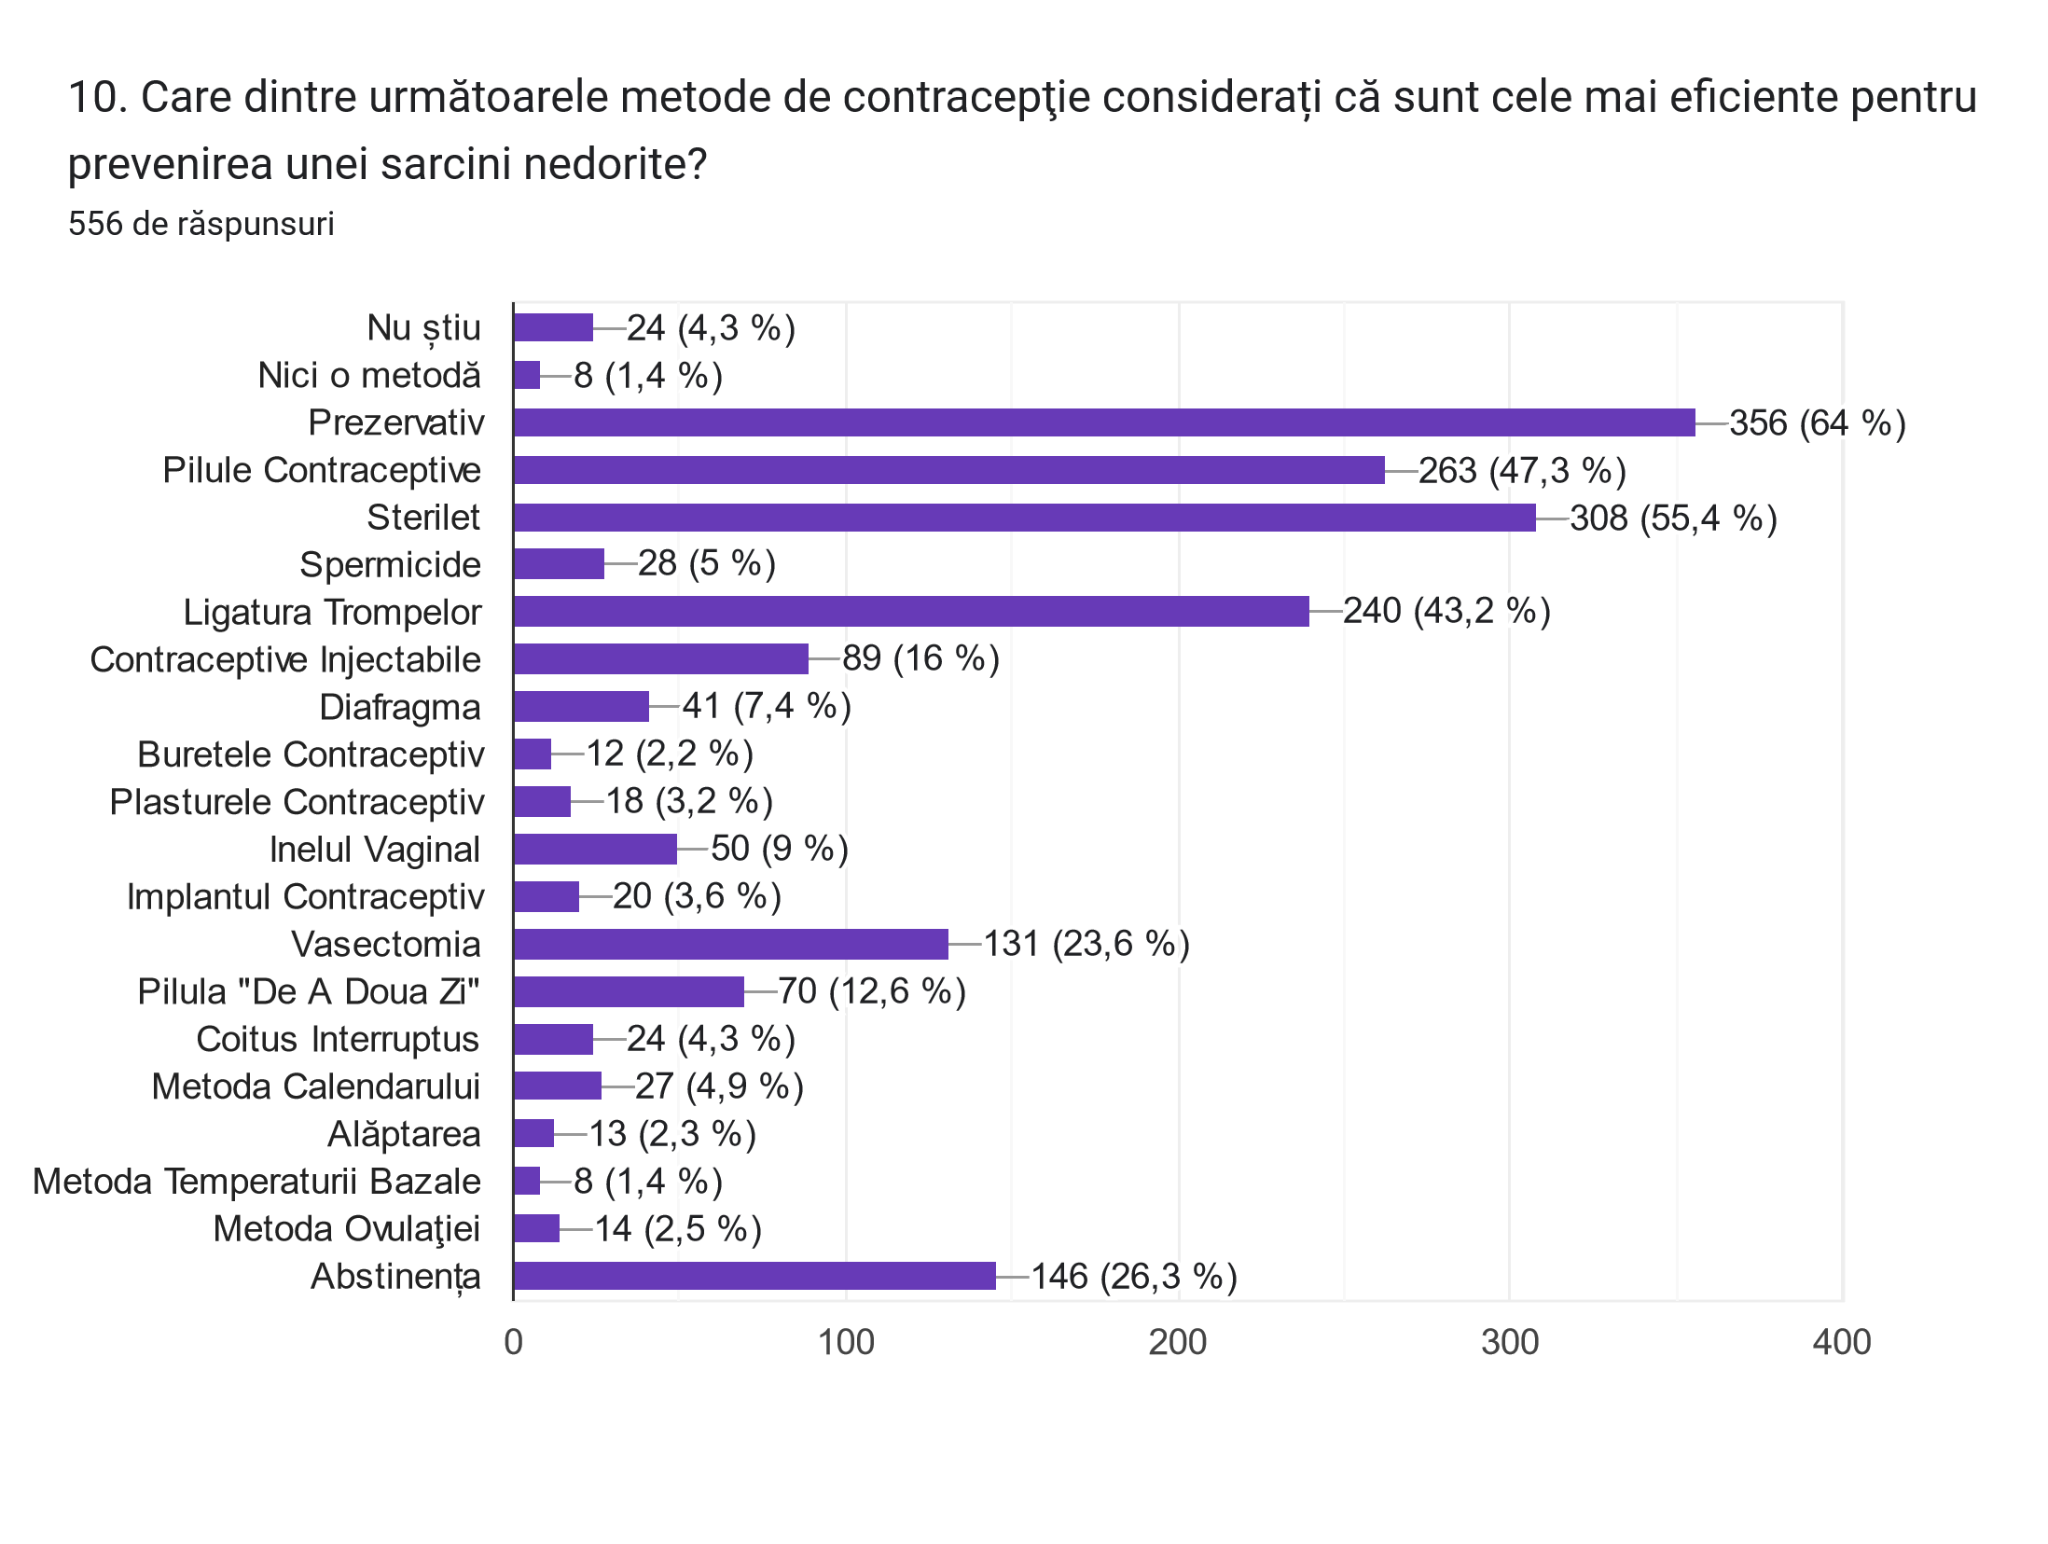 10. Care dintre următoarele metode de contracepţie considerați că sunt cele mai eficiente pentru
prevenirea unei sarcini nedorite?
556 de răspunsuri
Nu știu 24 (4,3 %)
Nici o metodă 8 (1,4 %)
Prezervativ 356 (64 %)
Pilule Contraceptive 263 (47,3 %)
Sterilet 308 (55,4 %)
Spermicide 28 (5 %)
Ligatura Trompelor 240 (43,2 %)
Contraceptive Injectabile 89 (16 %)
Diafragma 41 (7,4 %)
Buretele Contraceptiv 12 (2,2 %)
Plasturele Contraceptiv 18 (3,2 %)
Inelul Vaginal 50 (9 %)
Implantul Contraceptiv 20 (3,6 %)
Vasectomia 131 (23,6 %)
Pilula "De A Doua Zi" 70 (12,6 %)
Coitus Interruptus 24 (4,3 %)
Metoda Calendarului 27 (4,9 %)
Alăptarea 13 (2,3 %)
Metoda Temperaturii Bazale 8 (1,4 %)
Metoda Ovulaţiei 14 (2,5 %)
Abstinența 146 (26,3 %)
0 100 200 300 400